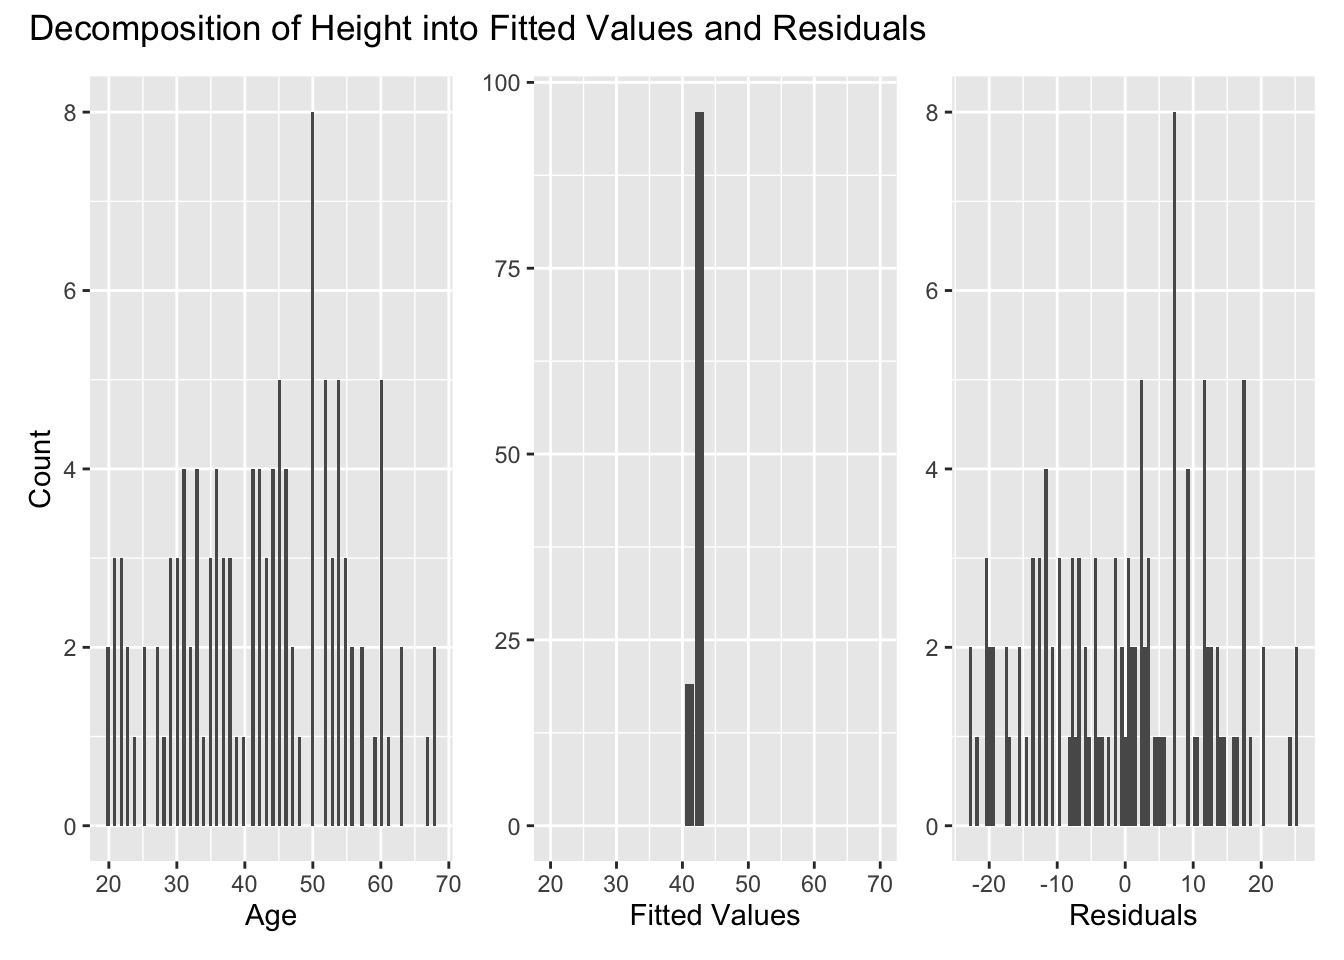 Decomposition of Height into Fitted Values and Residuals
Count
8
6
4
2
0
20 30 40 50 60 70
Age
100
75
50
25
0
20 30 40 50 60 70
Fitted Values
8
6
4
2
0
-20 -10 0 10 20
Residuals